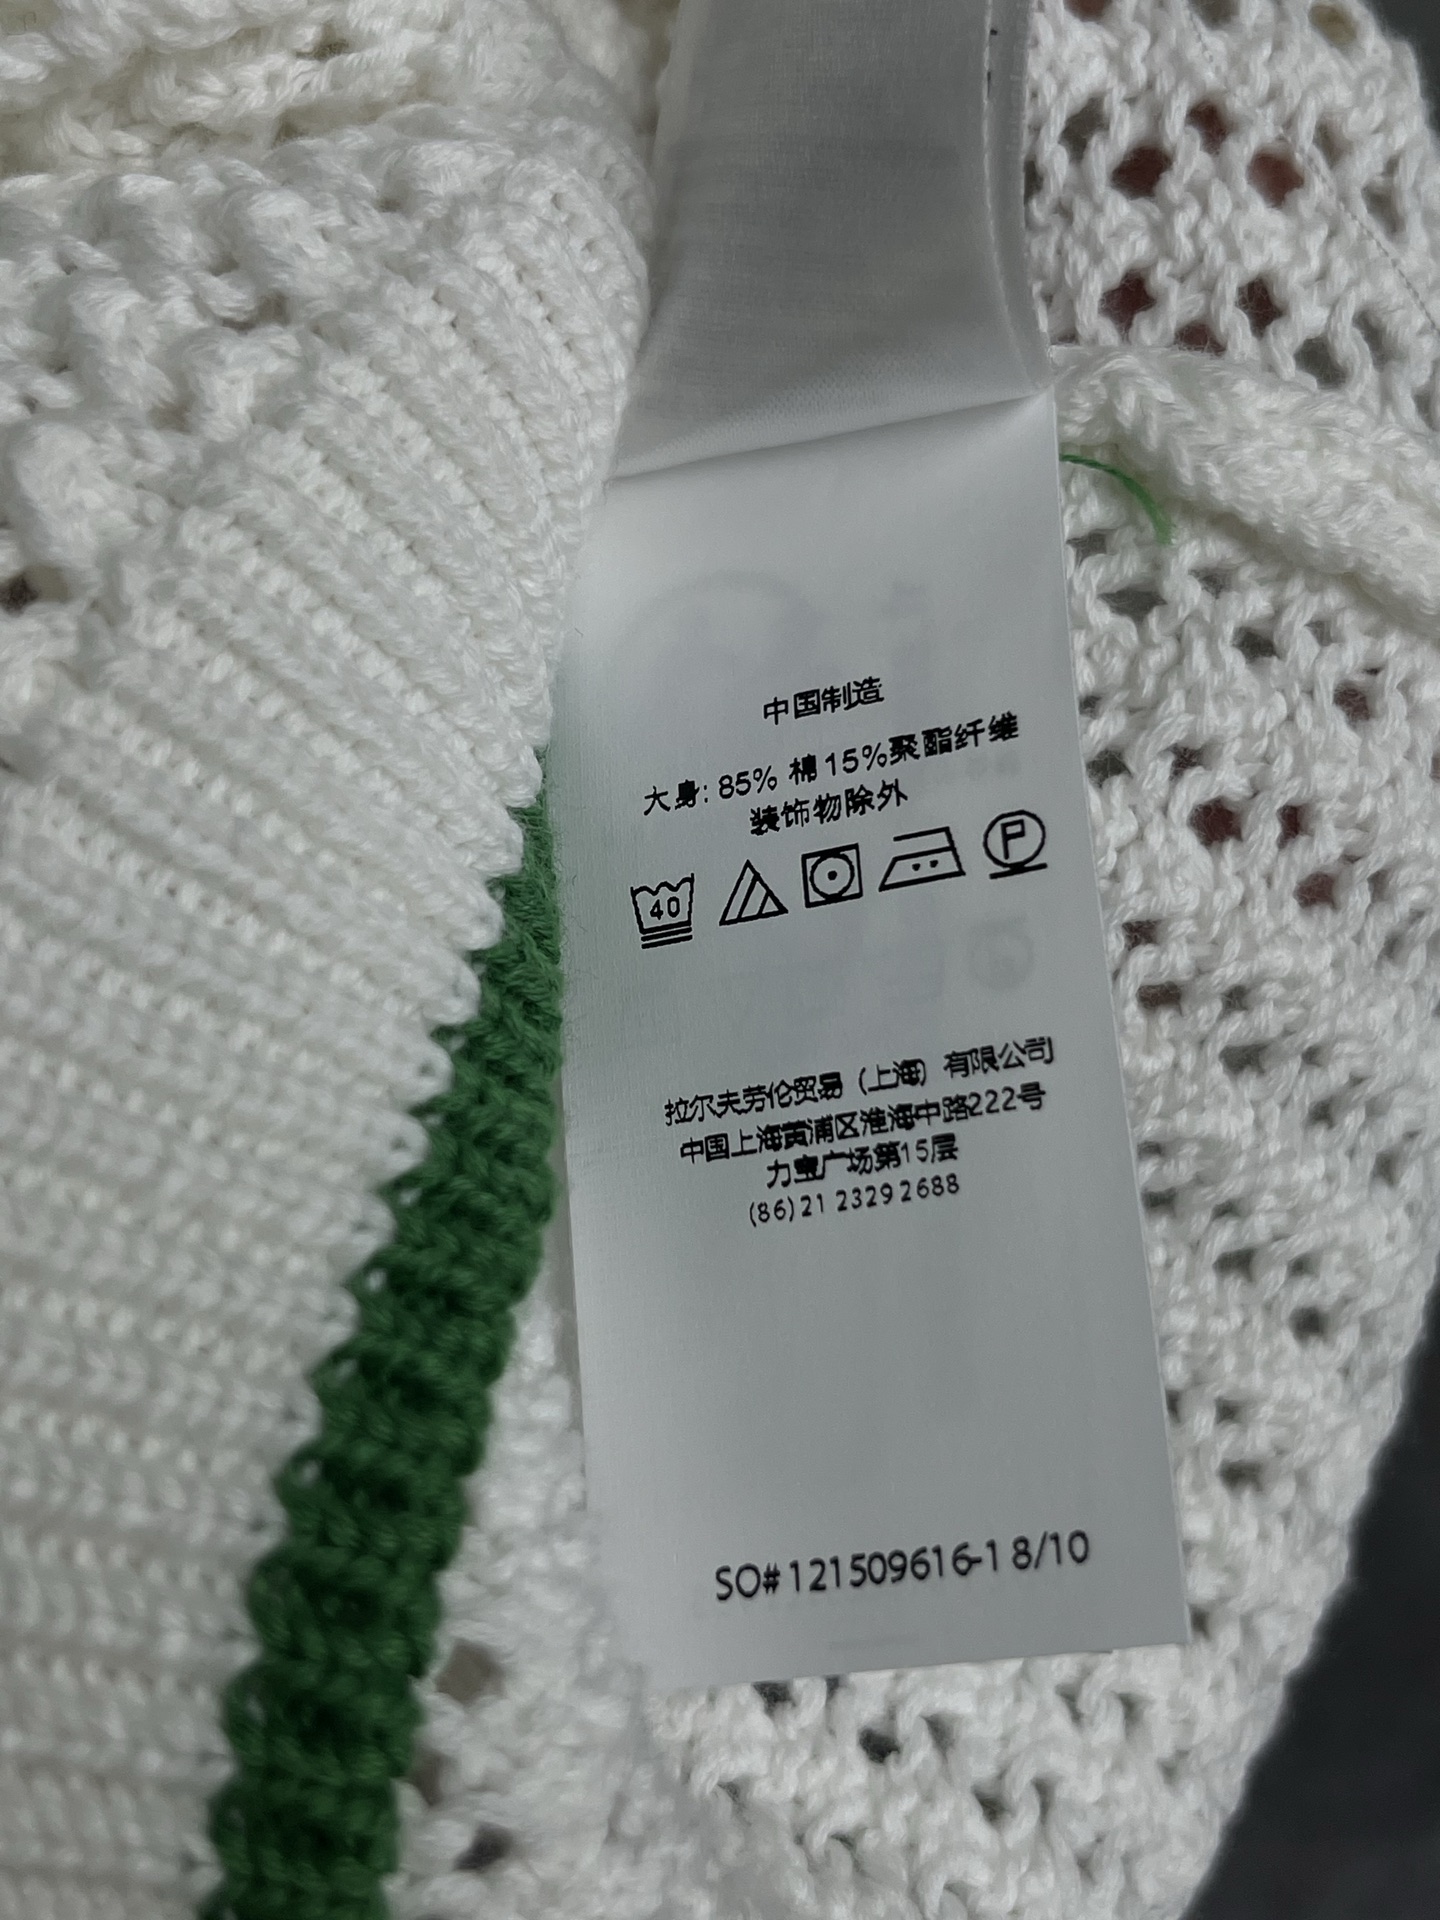 中国制造
大身: 85% 棉 15%聚酯纤维
装饰物除外
40 P
拉尔夫劳伦贸易（上海）有限公司
中国上海黄浦区淮海中路222号
力宝广场第15层
(86)21 23292688
SO# 121509616-1 8/10